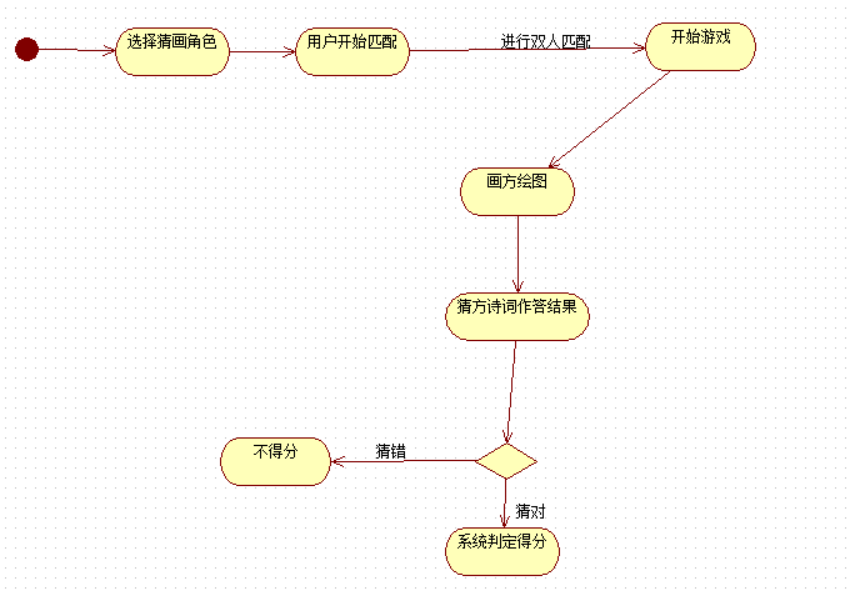 选择猜画角色
用户开始匹配
进行双人匹配
开始游戏
画方绘图
猜方诗词作答结果
不得分
猜错
猜对
系统判定得分